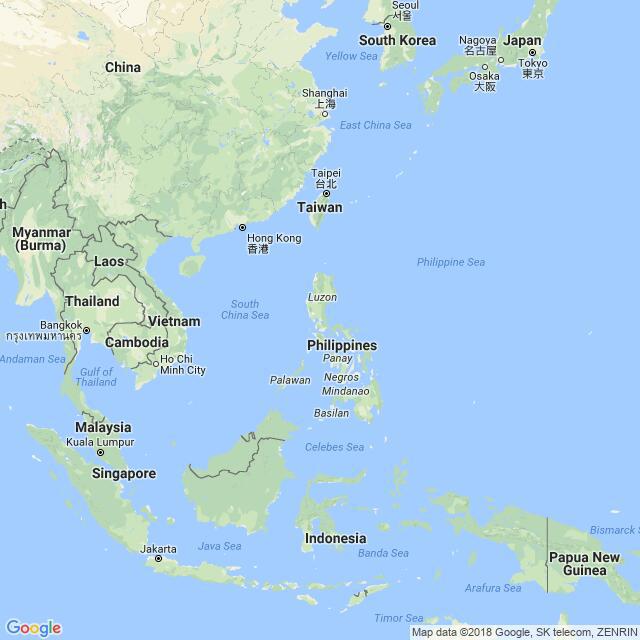 Seoul
서울
South Korea
Nagoya
名古屋
Japan
Tokyo
東京
Osaka
大阪
Yellow Sea
China
Shanghai
上海
East China Sea
Taipei
台北
Taiwan
Hong Kong
香港
h
Myanmar
(Burma)
Laos
Philippine Sea
Thailand
Luzon
South
China Sea
Vietnam
Bangkok
กรุงเทพมหานคร
Cambodia
Philippines
Panay
Andaman Sea
Ho Chi
Minh City
Gulf of
Thailand
Palawan
Negros
Mindanao
Basilan
Malaysia
Kuala Lumpur
Celebes Sea
Singapore
Bismarck S
Indonesia
Java Sea
Jakarta
Banda Sea
Papua New
Guinea
Arafura Sea
Timor Sea
Google
Map data ©2018 Google, SK telecom, ZENRIN